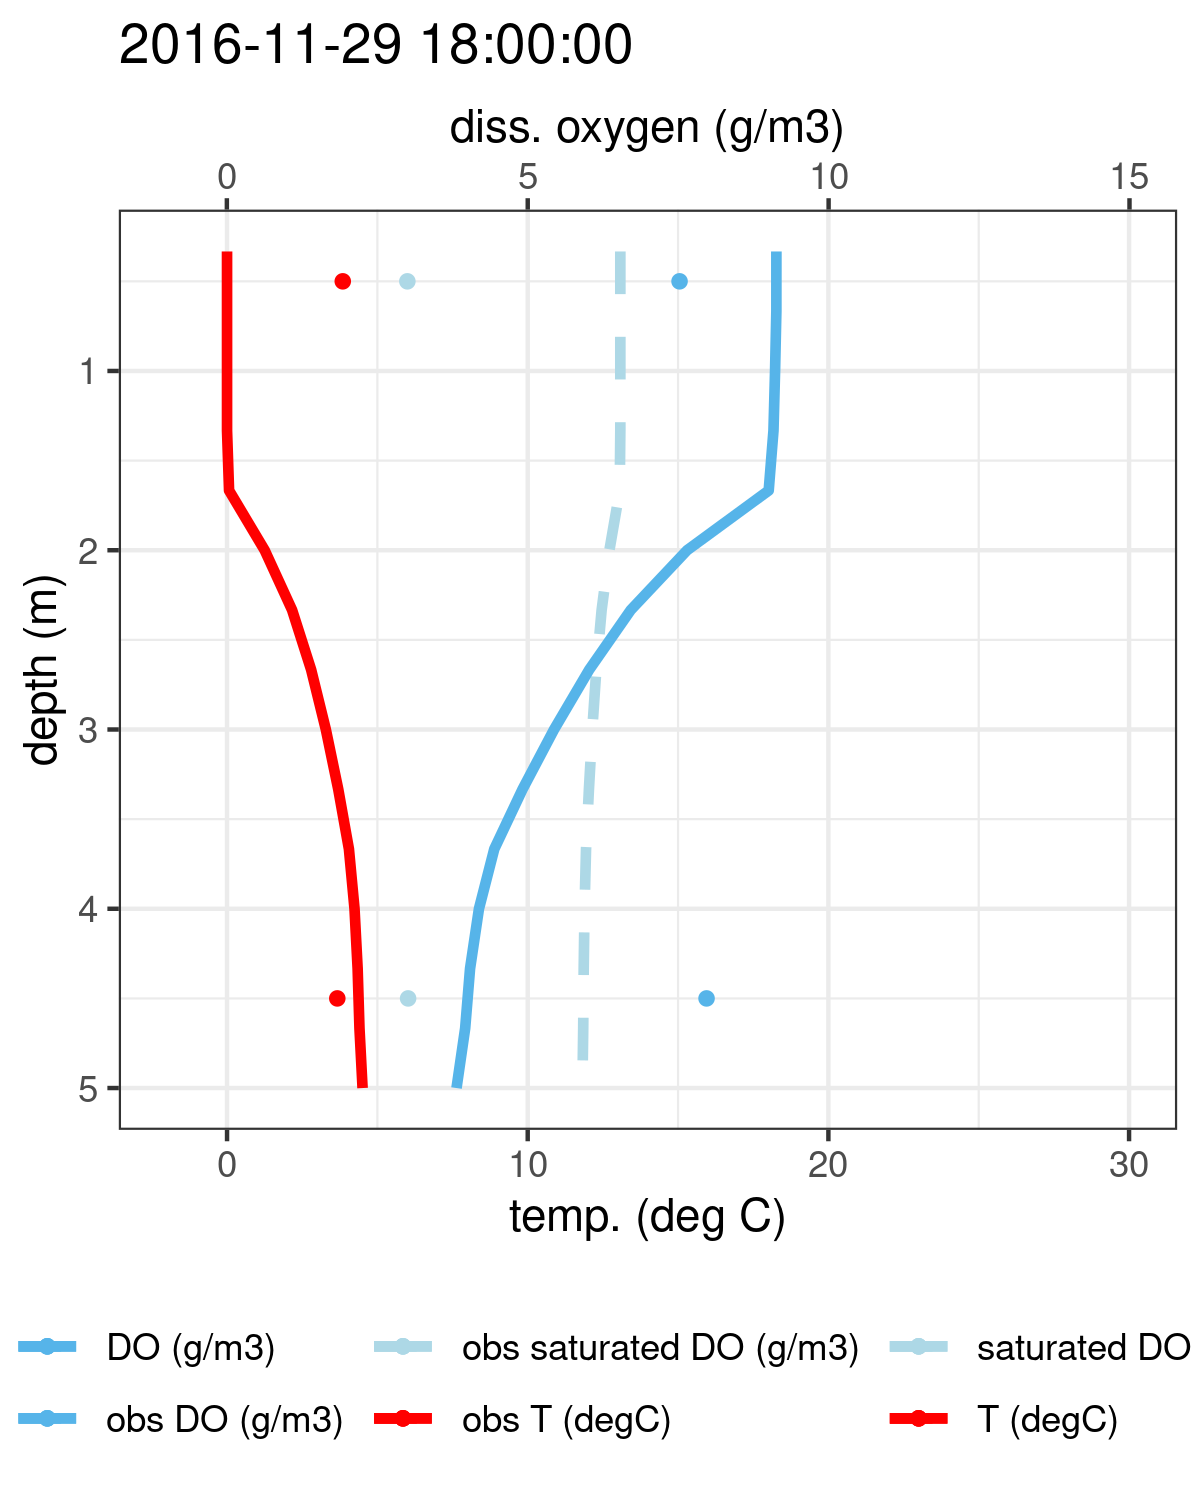 2016-11-29 18:00:00
diss. oxygen (g/m3)
0 5 10 15
depth (m)
1
2
3
4
5
0 10 20 30
temp. (deg C)
DO (g/m3) obs saturated DO (g/m3) saturated DO
obs DO (g/m3) obs T (degC) T (degC)